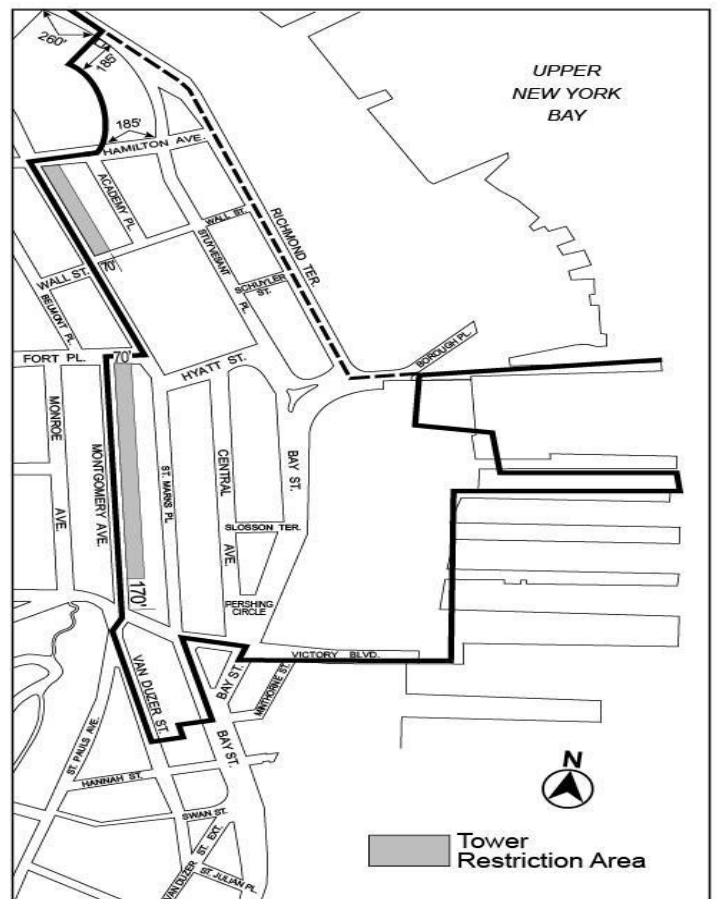 260'
185'
UPPER
NEW YORK
BAY
185'
HAMILTON AVE.
ACADEMY PL.
WALL ST.
RICHMOND TER.
STUYVESANT
PL.
70'
WALL ST.
SCHUYLER
ST.
BELMONT PL.
BOROUGH PL.
FORT PL.
70'
HYATT ST.
MONROE
AVE.
MONTGOMERY AVE.
ST. MARKS PL
CENTRAL
AVE.
BAY ST.
SLOSSON TER.
170'
PERSHING
CIRCLE
VICTORY BLVD.
VAN DUZER ST.
BAY ST.
MINTHORNE ST.
ST. PAULS AVE.
BAY ST.
HANNAH ST.
N
SWAN ST.
VAN DUZER ST. EXT.
ST. JULIAN PL.
Tower
Restriction Area